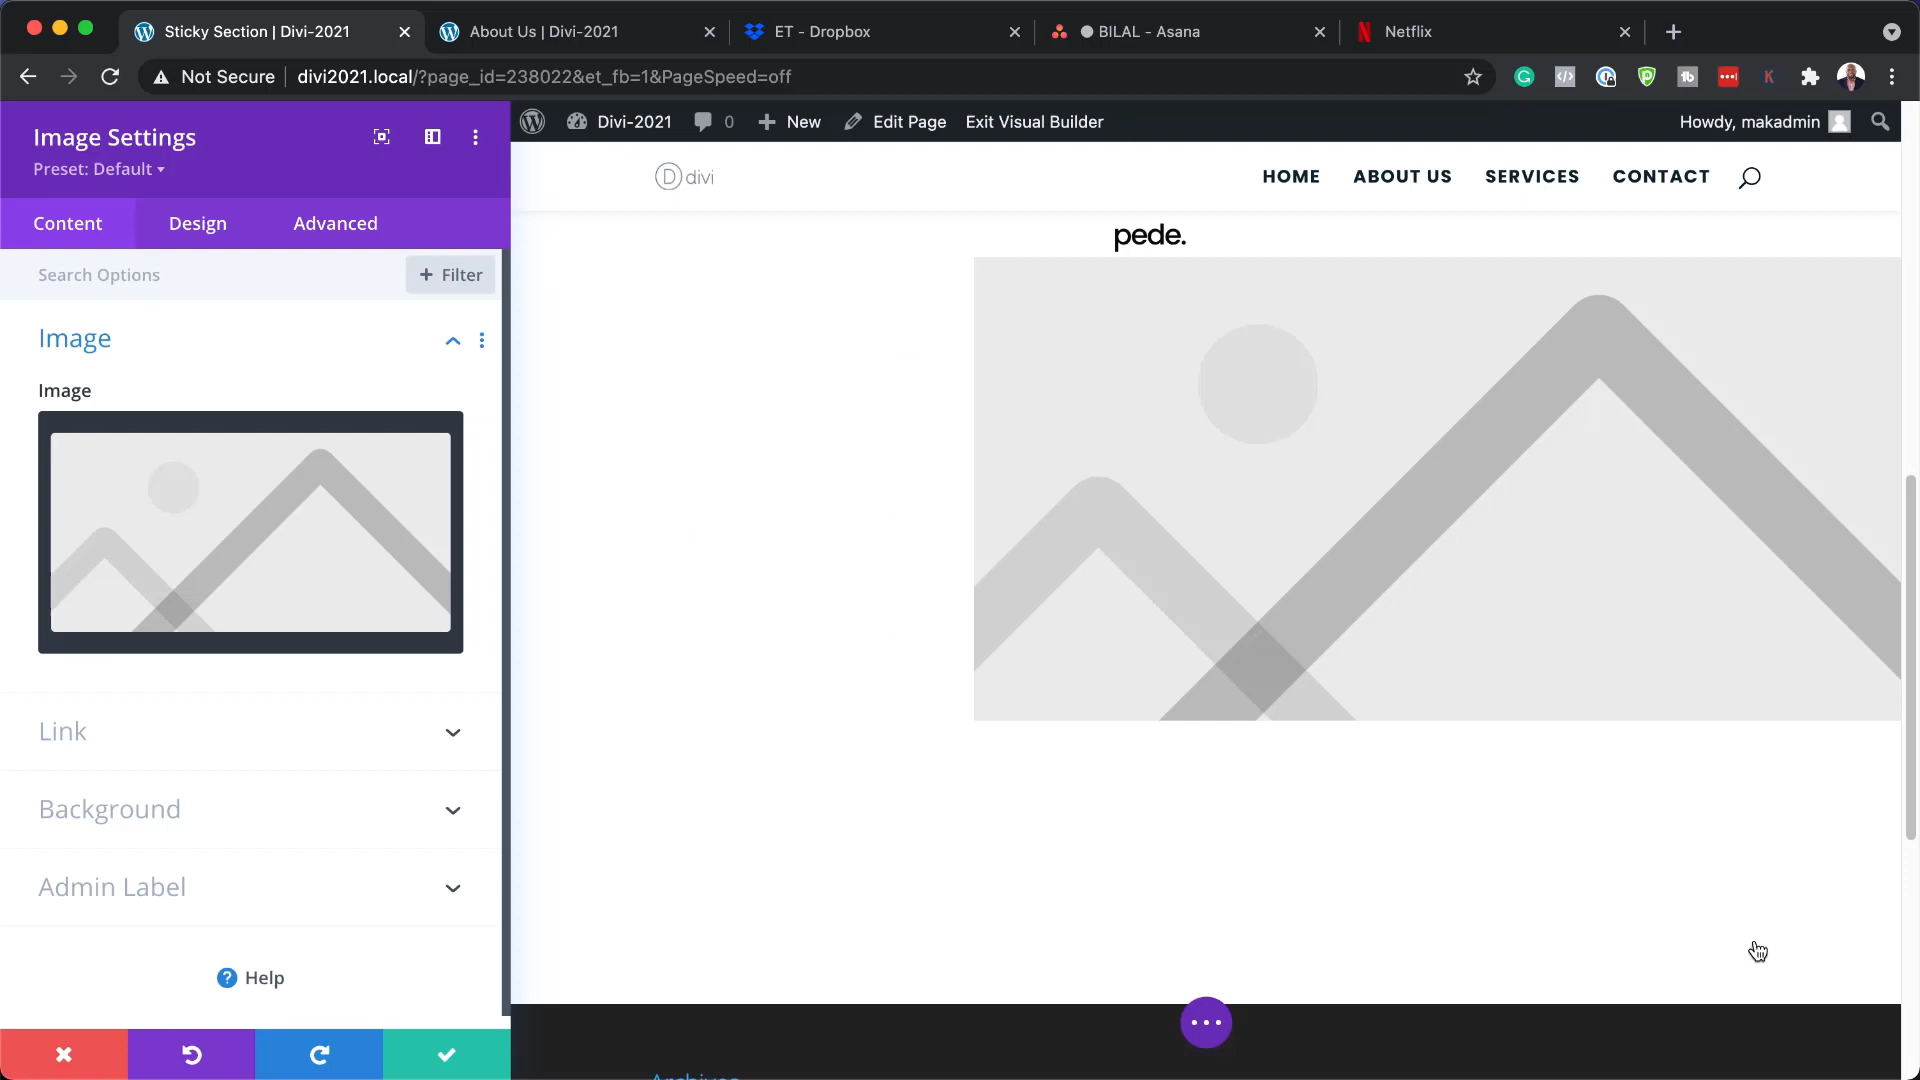 Sticky Section | Divi-2021
About Us | Divi-2021
ET - Dropbox
BILAL - Asana
Netflix
Not Secure
divi2021.local/?page_id=238022&et_fb=1&PageSpeed=off
Image Settings
Preset: Default
Content
Design
Advanced
Search Options
+ Filter
Image
Image
Link
Background
Admin Label
? Help
Divi-2021
0
+ New
Edit Page
Exit Visual Builder
Howdy, makadmin
D divi
HOME
ABOUT US
SERVICES
CONTACT
pede.
Archives